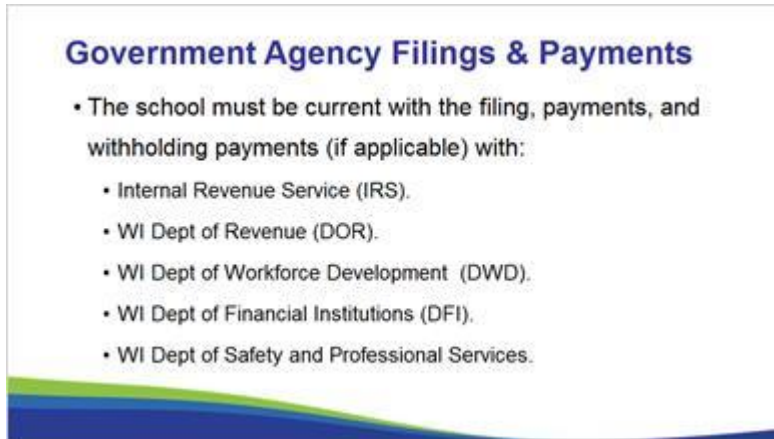 Government Agency Filings & Payments
• The school must be current with the filing, payments, and
withholding payments (if applicable) with:
• Internal Revenue Service (IRS).
• WI Dept of Revenue (DOR).
• WI Dept of Workforce Development (DWD).
• WI Dept of Financial Institutions (DFI).
• WI Dept of Safety and Professional Services.